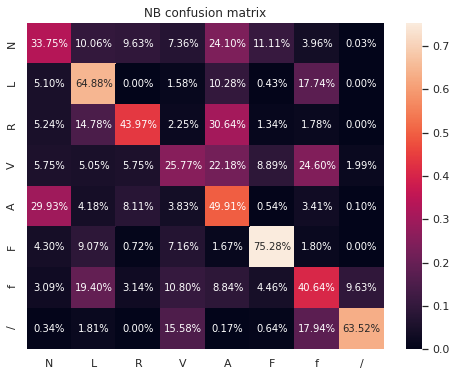 NB confusion matrix
N 33.75% 10.06% 9.63% 7.36% 24.10% 11.11% 3.96% 0.03%
L 5.10% 64.88% 0.00% 1.58% 10.28% 0.43% 17.74% 0.00%
R 5.24% 14.78% 43.97% 2.25% 30.64% 1.34% 1.78% 0.00%
V 5.75% 5.05% 5.75% 25.77% 22.18% 8.89% 24.60% 1.99%
A 29.93% 4.18% 8.11% 3.83% 49.91% 0.54% 3.41% 0.10%
F 4.30% 9.07% 0.72% 7.16% 1.67% 75.28% 1.80% 0.00%
f 3.09% 19.40% 3.14% 10.80% 8.84% 4.46% 40.64% 9.63%
/ 0.34% 1.81% 0.00% 15.58% 0.17% 0.64% 17.94% 63.52%
N L R V A F f /
0.7
0.6
0.5
0.4
0.3
0.2
0.1
0.0